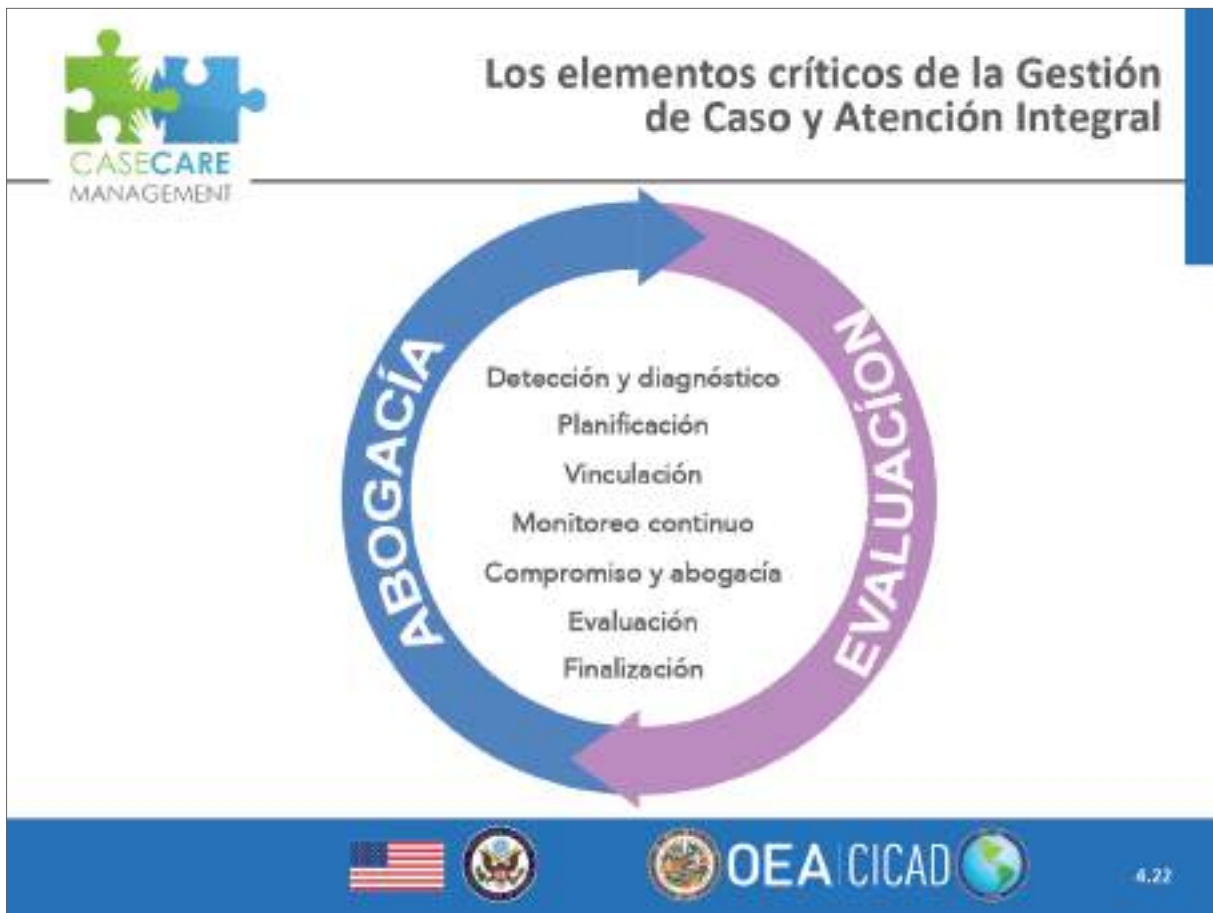 CASECARE
MANAGEMENT
Los elementos críticos de la Gestión
de Caso y Atención Integral
ABOGACÍA
Detección y diagnóstico
Planificación
Vinculación
Monitoreo continuo
Compromiso y abogacía
Evaluación
Finalización
EVALUACÍON
OEA | CICAD
4.22